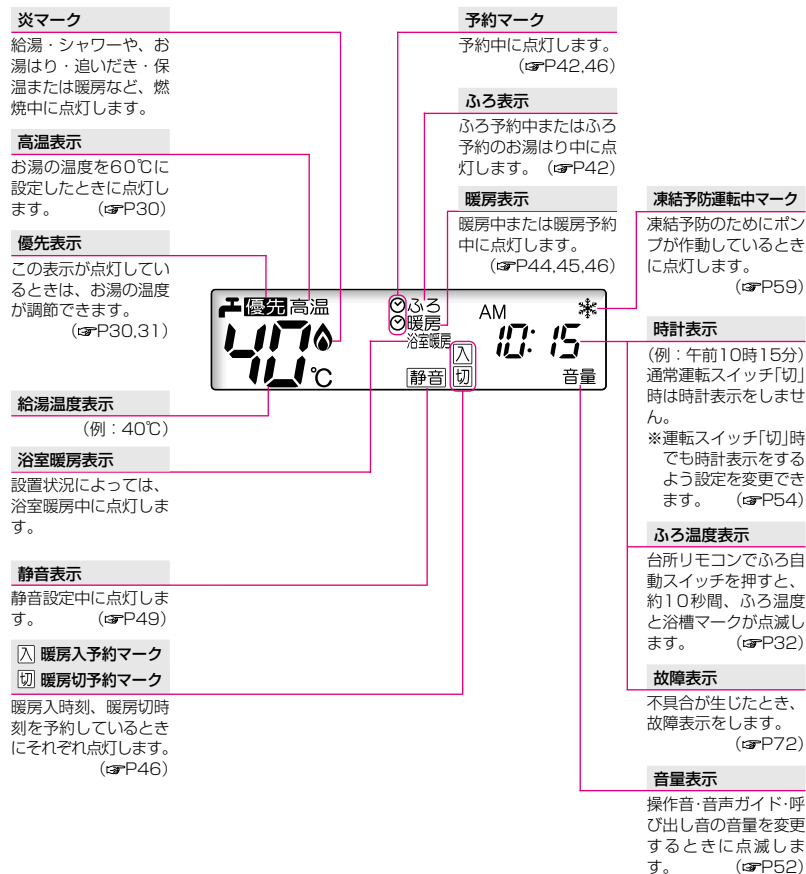 炎マーク
給湯・シャワーや、お
湯はり・追いだき・保
温または暖房など、燃
焼中に点灯します。
高温表示
お湯の温度を60℃に
設定したときに点灯し
ます。 (☞P30)
優先表示
この表示が点灯してい
るときは、お湯の温度
が調節できます。
(☞P30,31)
給湯温度表示
(例：40℃)
浴室暖房表示
設置状況によっては、
浴室暖房中に点灯しま
す。
静音表示
静音設定中に点灯しま
す。 (☞P49)
入 暖房入予約マーク
切 暖房切予約マーク
暖房入時刻、暖房切時
刻を予約しているとき
にそれぞれ点灯します。
(☞P46)
優先 高温
40℃
ふろ
暖房
浴室暖房
入
静音 切
AM
10:15
音量
予約マーク
予約中に点灯します。
(☞P42,46)
ふろ表示
ふろ予約中またはふろ
予約のお湯はり中に点
灯します。 (☞P42)
暖房表示
暖房中または暖房予約
中に点灯します。
(☞P44,45,46)
凍結予防運転中マーク
凍結予防のためにポン
プが作動しているとき
に点灯します。
(☞P59)
時計表示
(例：午前10時15分)
通常運転スイッチ｢切｣
時は時計表示をしませ
ん。
※運転スイッチ｢切｣時
でも時計表示をする
よう設定を変更でき
ます。 (☞P54)
ふろ温度表示
台所リモコンでふろ自
動スイッチを押すと、
約10秒間、ふろ温度
と浴槽マークが点滅し
ます。 (☞P32)
故障表示
不具合が生じたとき、
故障表示をします。
(☞P72)
音量表示
操作音･音声ガイド･呼
び出し音の音量を変更
するときに点滅しま
す。 (☞P52)